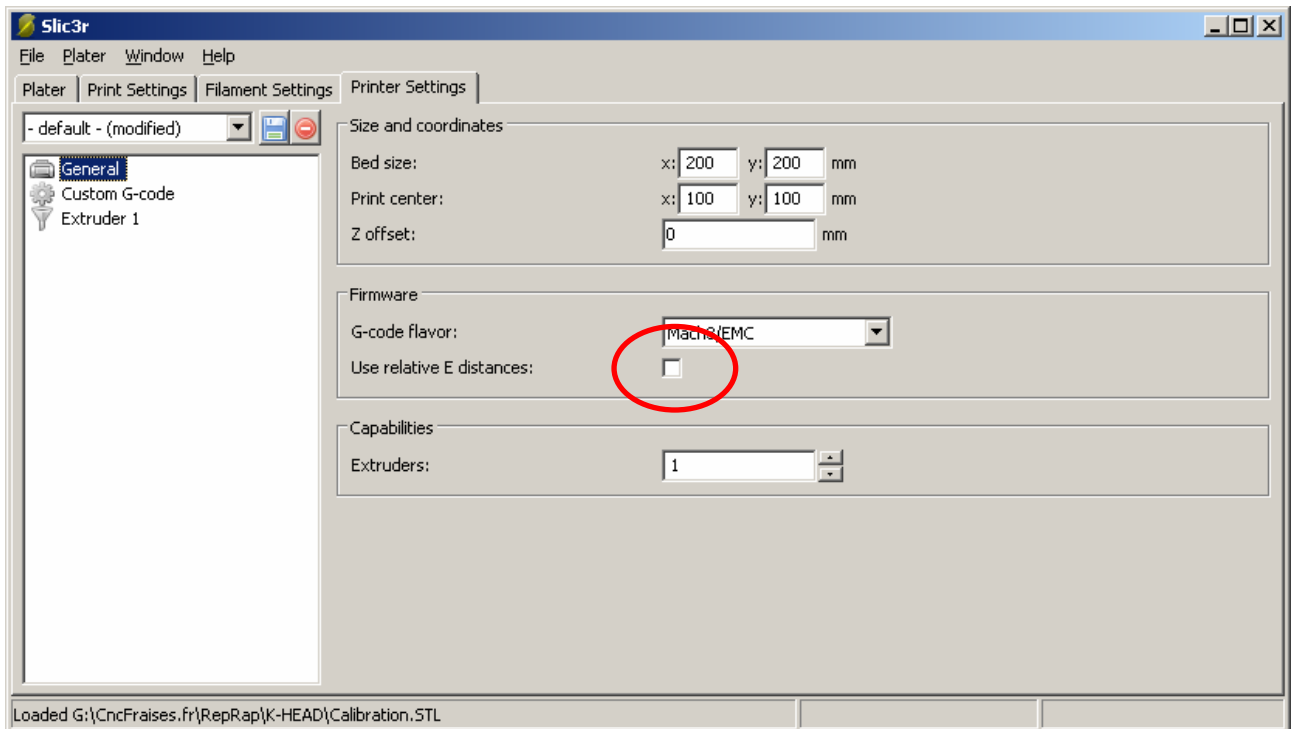 Slic3r
File Plater Window Help
Plater Print Settings Filament Settings Printer Settings
- default - (modified)
General
Custom G-code
Extruder 1
Size and coordinates
Bed size: x: 200 y: 200 mm
Print center: x: 100 y: 100 mm
Z offset: 0 mm
Firmware
G-code flavor: Mach3/EMC
Use relative E distances:
Capabilities
Extruders: 1
Loaded G:\CncFraises.fr\RepRap\K-HEAD\Calibration.STL